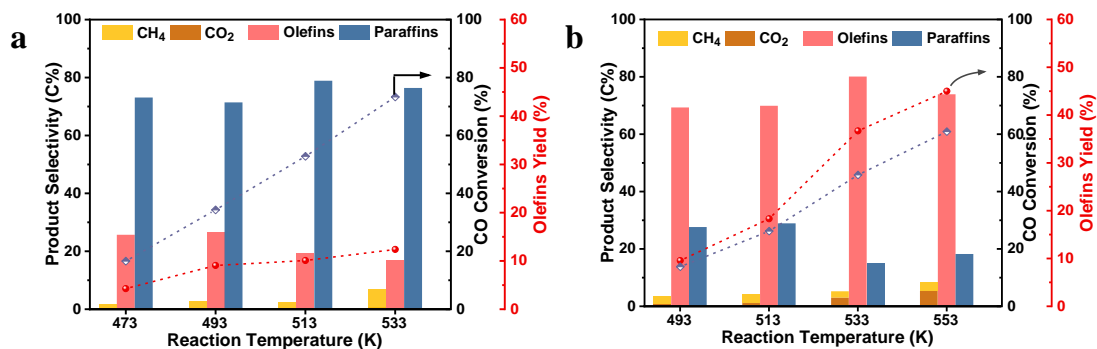 a
CH4
CO2
Olefins
Paraffins
Product Selectivity (C%)
100
80
60
40
20
0
473
493
513
533
Reaction Temperature (K)
100
80
60
40
20
0
CO Conversion (%)
60
50
40
30
20
10
0
Olefins Yield (%)
b
CH4
CO2
Olefins
Paraffins
Product Selectivity (C%)
100
80
60
40
20
0
493
513
533
553
Reaction Temperature (K)
100
80
60
40
20
0
CO Conversion (%)
60
50
40
30
20
10
0
Olefins Yield (%)